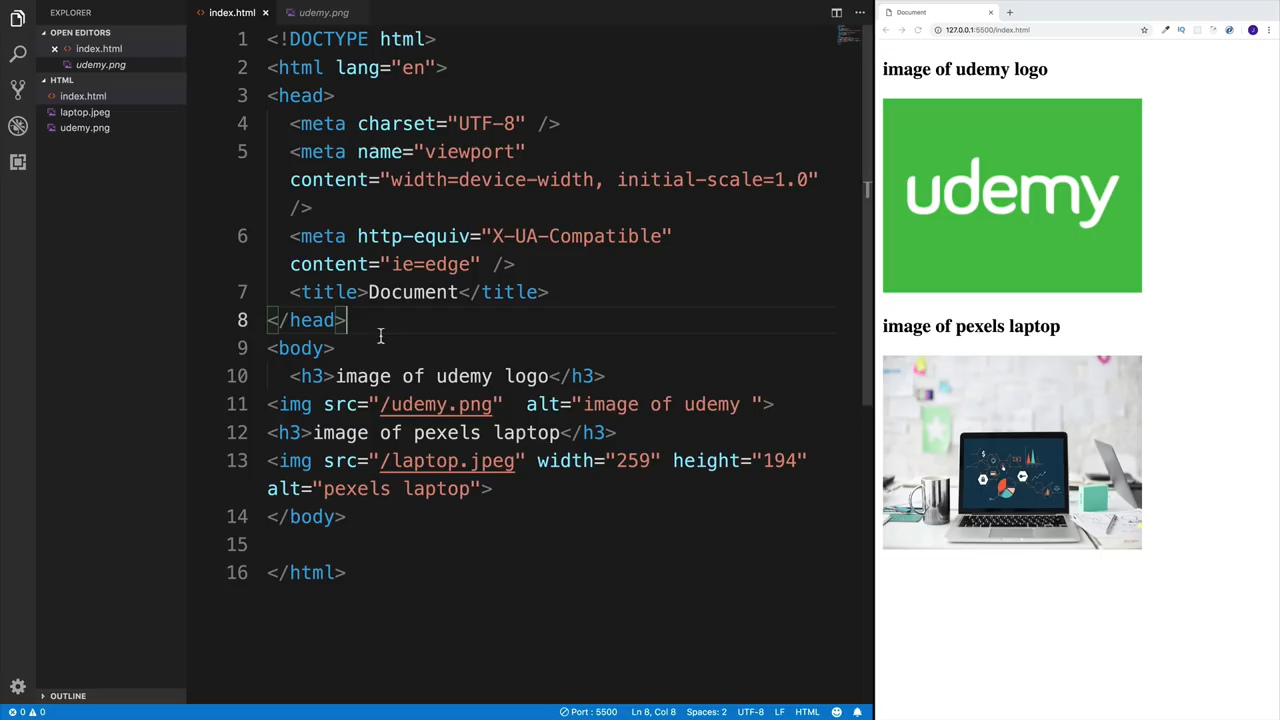 EXPLORER
OPEN EDITORS
index.html
udemy.png
HTML
index.html
laptop.jpeg
udemy.png
OUTLINE
index.html
udemy.png
1 <!DOCTYPE html>
2 <html lang="en">
3 <head>
4 <meta charset="UTF-8" />
5 <meta name="viewport"
content="width=device-width, initial-scale=1.0"
/>
6 <meta http-equiv="X-UA-Compatible"
content="ie=edge" />
7 <title>Document</title>
8 </head>
9 <body>
10 <h3>image of udemy logo</h3>
11 <img src="/udemy.png"  alt="image of udemy ">
12 <h3>image of pexels laptop</h3>
13 <img src="/laptop.jpeg" width="259" height="194"
alt="pexels laptop">
14 </body>
15
16 </html>
0 0
Port : 5500
Ln 8, Col 8
Spaces: 2
UTF-8
LF
HTML
Document
127.0.0.1:5500/index.html
IQ
J
image of udemy logo
udemy
image of pexels laptop